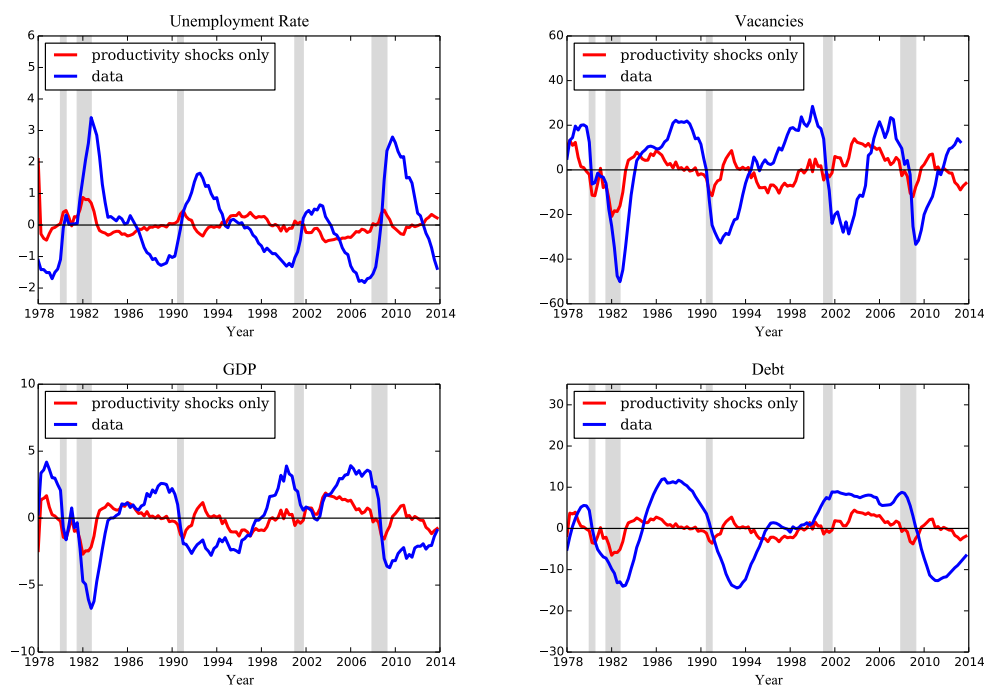 Unemployment Rate
6
5
4
3
2
1
0
−1
−2
productivity shocks only
data
1978 1982 1986 1990 1994 1998 2002 2006 2010 2014
Year
Vacancies
60
40
20
0
−20
−40
−60
productivity shocks only
data
1978 1982 1986 1990 1994 1998 2002 2006 2010 2014
Year
GDP
10
5
0
−5
−10
productivity shocks only
data
1978 1982 1986 1990 1994 1998 2002 2006 2010 2014
Year
Debt
30
20
10
0
−10
−20
−30
productivity shocks only
data
1978 1982 1986 1990 1994 1998 2002 2006 2010 2014
Year